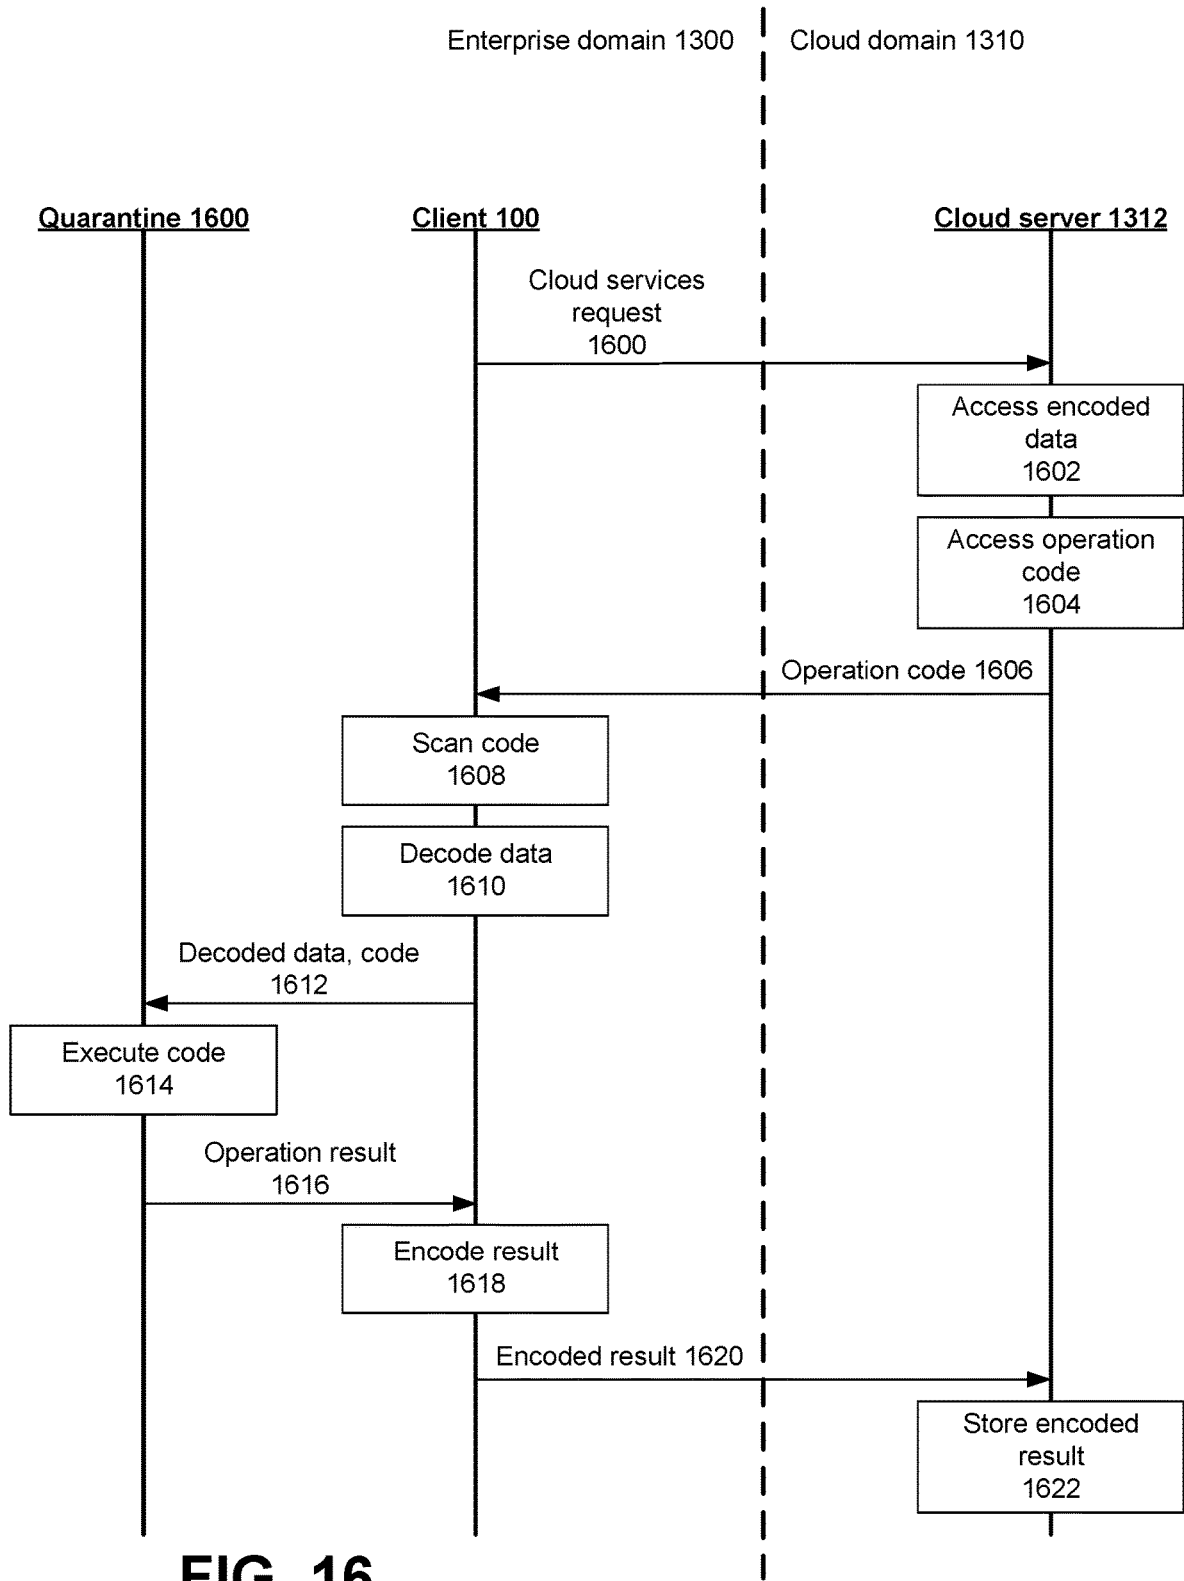 Enterprise domain 1300
Cloud domain 1310
Quarantine 1600
Client 100
Cloud server 1312
Cloud services
request
1600
Access encoded
data
1602
Access operation
code
1604
Operation code 1606
Scan code
1608
Decode data
1610
Decoded data, code
1612
Execute code
1614
Operation result
1616
Encode result
1618
Encoded result 1620
Store encoded
result
1622
FIG. 16